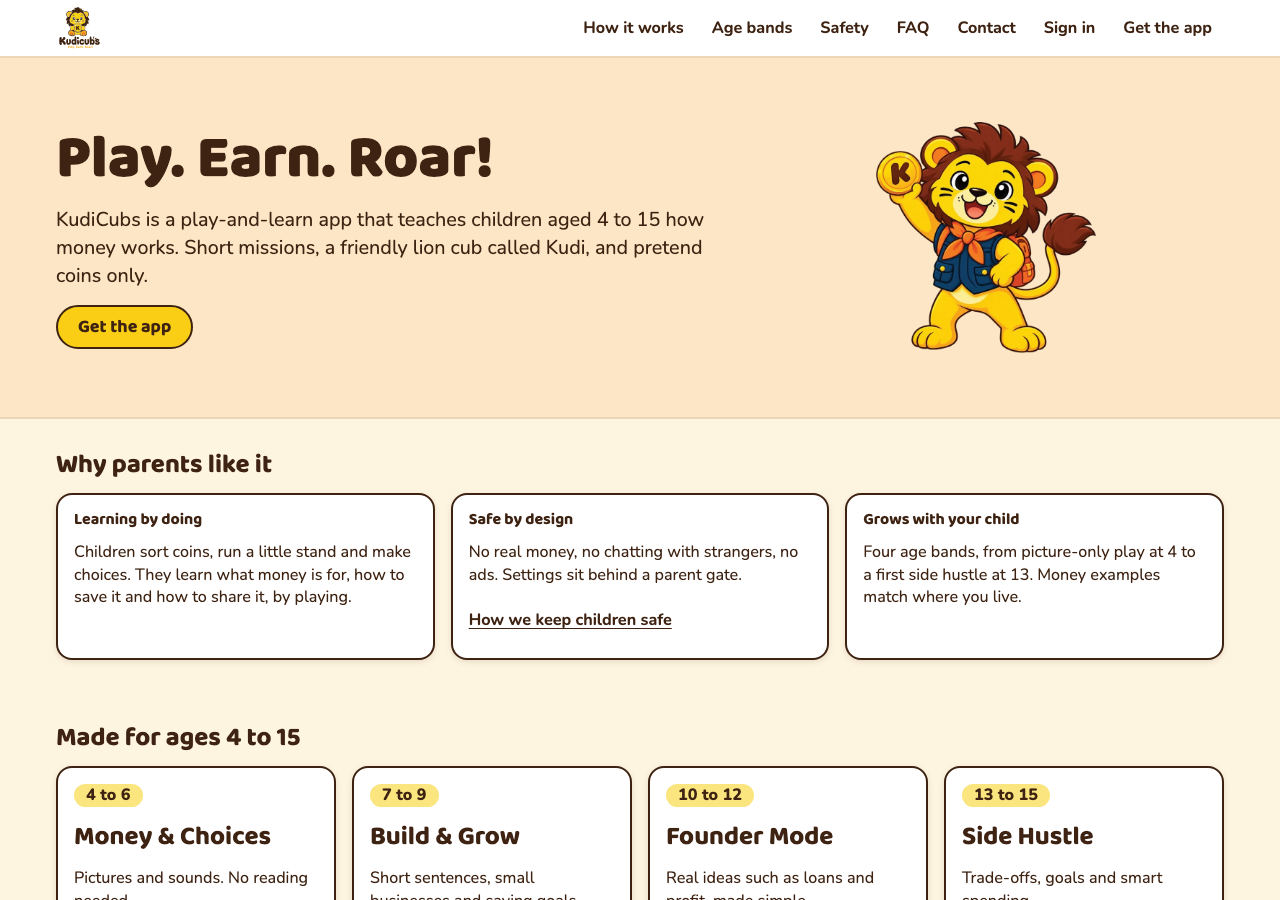 Kudicubs
How it works
Age bands
Safety
FAQ
Contact
Sign in
Get the app
Play. Earn. Roar!
K
KudiCubs is a play-and-learn app that teaches children aged 4 to 15 how
money works. Short missions, a friendly lion cub called Kudi, and pretend
coins only.
Get the app
Why parents like it
Learning by doing
Children sort coins, run a little stand and make
choices. They learn what money is for, how to
save it and how to share it, by playing.
Safe by design
No real money, no chatting with strangers, no
ads. Settings sit behind a parent gate.
How we keep children safe
Grows with your child
Four age bands, from picture-only play at 4 to
a first side hustle at 13. Money examples
match where you live.
Made for ages 4 to 15
4 to 6
Money & Choices
Pictures and sounds. No reading
needed.
7 to 9
Build & Grow
Short sentences, small
businesses and saving goals.
10 to 12
Founder Mode
Real ideas such as loans and
profit, made simple.
13 to 15
Side Hustle
Trade-offs, goals and smart
spending.